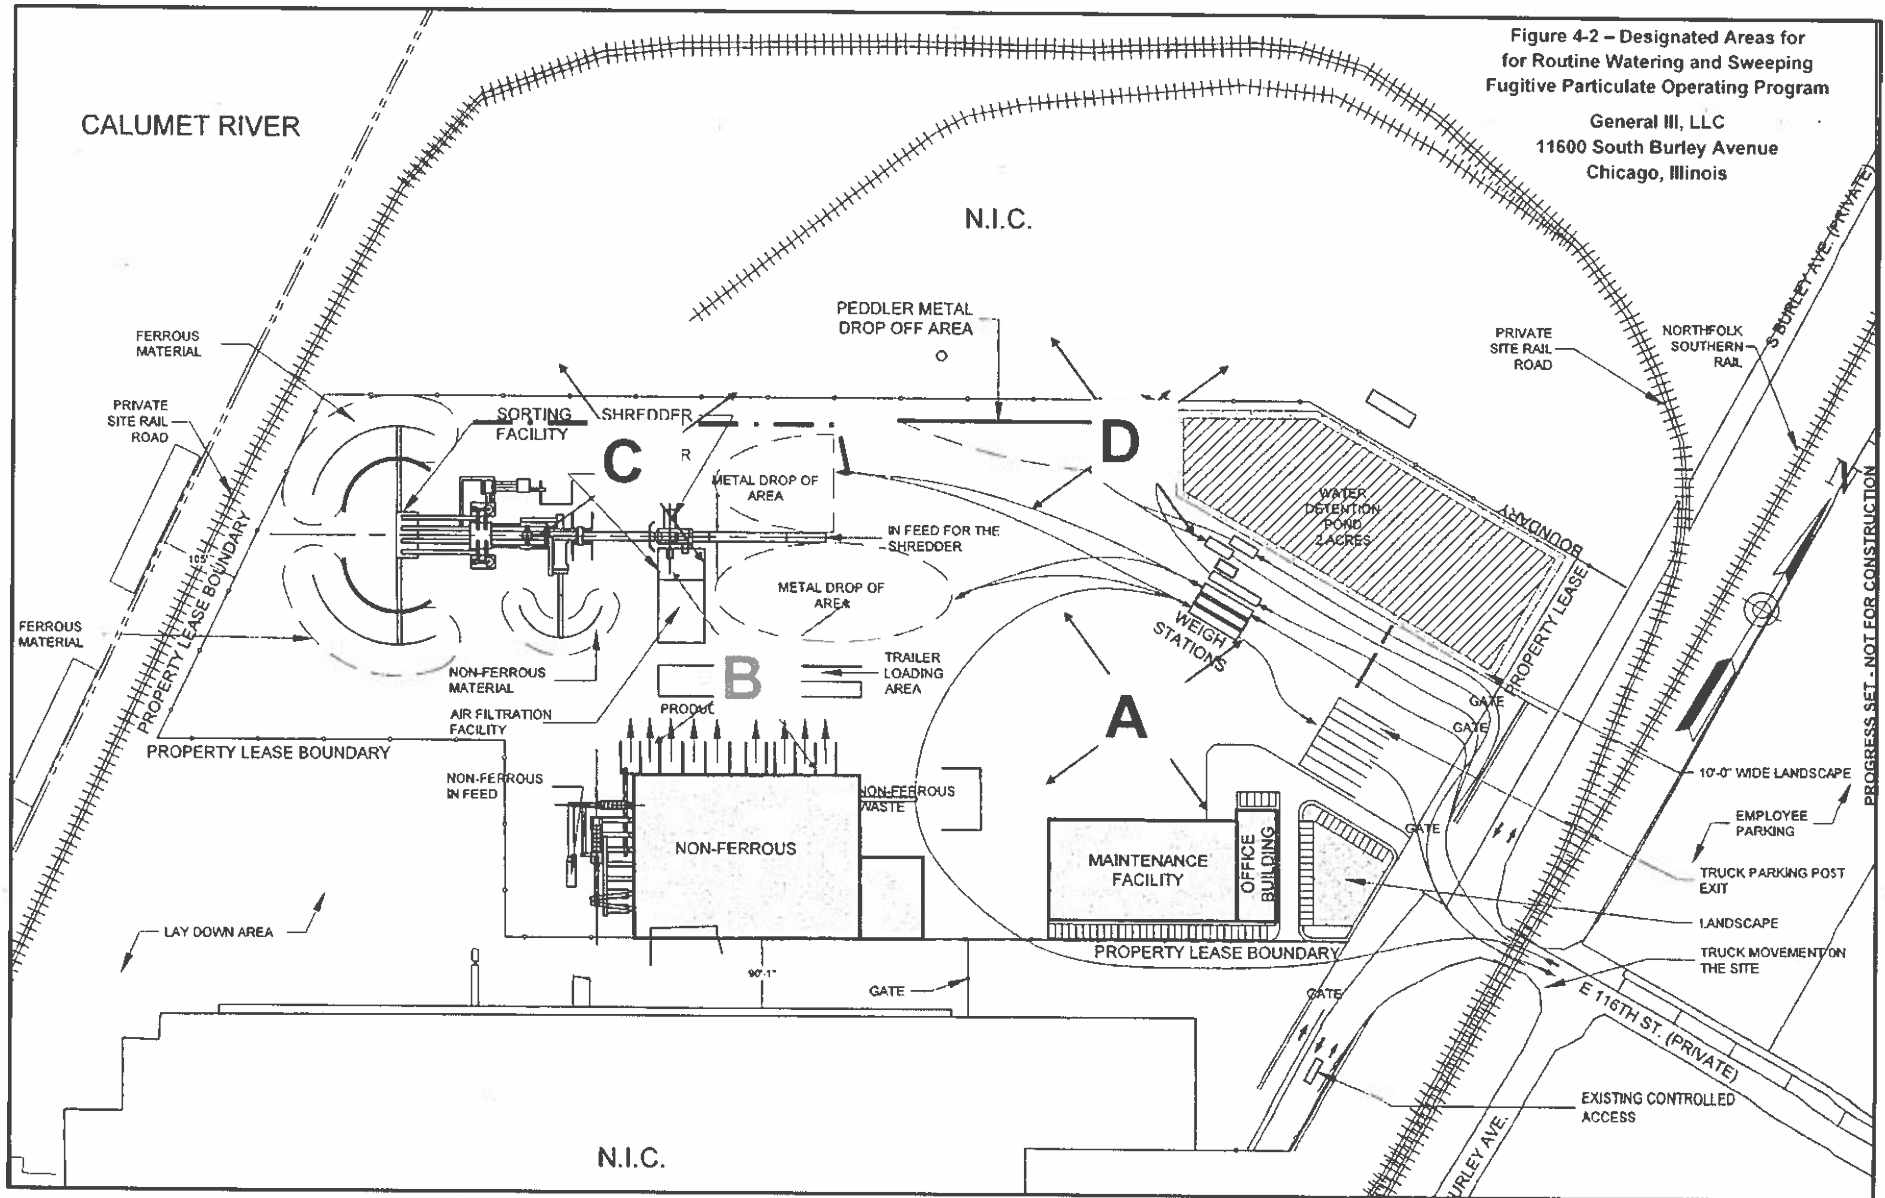 Figure 4-2 – Designated Areas for
for Routine Watering and Sweeping
Fugitive Particulate Operating Program
General III, LLC
11600 South Burley Avenue
Chicago, Illinois
CALUMET RIVER
N.I.C.
S BURLEY AVE. (PRIVATE)
PEDDLER METAL
DROP OFF AREA
FERROUS
MATERIAL
PRIVATE
SITE RAIL
ROAD
NORTHFOLK
SOUTHERN
RAIL
PRIVATE
SITE RAIL
ROAD
SORTING
FACILITY
SHREDDER
C
R
D
METAL DROP OF
AREA
WATER
DETENTION
POND
2 ACRES
BOUNDARY
PROPERTY LEASE
IN FEED FOR THE
SHREDDER
105'
PROPERTY LEASE BOUNDARY
METAL DROP OF
AREA
WEIGH
STATIONS
FERROUS
MATERIAL
NON-FERROUS
MATERIAL
B
TRAILER
LOADING
AREA
A
AIR FILTRATION
FACILITY
PRODUC
GATE
GATE
PROPERTY LEASE BOUNDARY
NON-FERROUS
IN FEED
NON-FERROUS
WASTE
10'-0" WIDE LANDSCAPE
EMPLOYEE
PARKING
GATE
NON-FERROUS
MAINTENANCE
FACILITY
OFFICE
BUILDING
TRUCK PARKING POST
EXIT
LANDSCAPE
LAY DOWN AREA
PROPERTY LEASE BOUNDARY
TRUCK MOVEMENT ON
THE SITE
90'-1"
GATE
GATE
E 116TH ST. (PRIVATE)
EXISTING CONTROLLED
ACCESS
N.I.C.
URLEY AVE.
PROGRESS SET - NOT FOR CONSTRUCTION
N